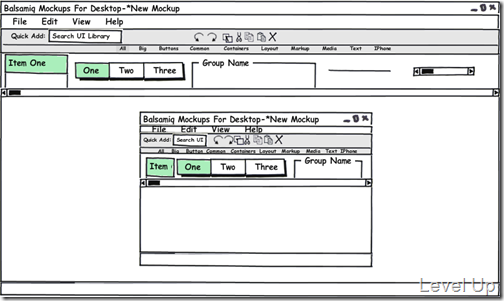 Balsamiq Mockups For Desktop-*New Mockup
File Edit View Help
Quick Add: Search UI Library
All Big Buttons Common Containers Layout Markup Media Text IPhone
Item One One Two Three Group Name
Balsamiq Mockups For Desktop-*New Mockup
File Edit View Help
Quick Add: Search UI
All Big Button Common Containers Layout Markup Media Text IPhone
Item One Two Three Group Name
Level Up